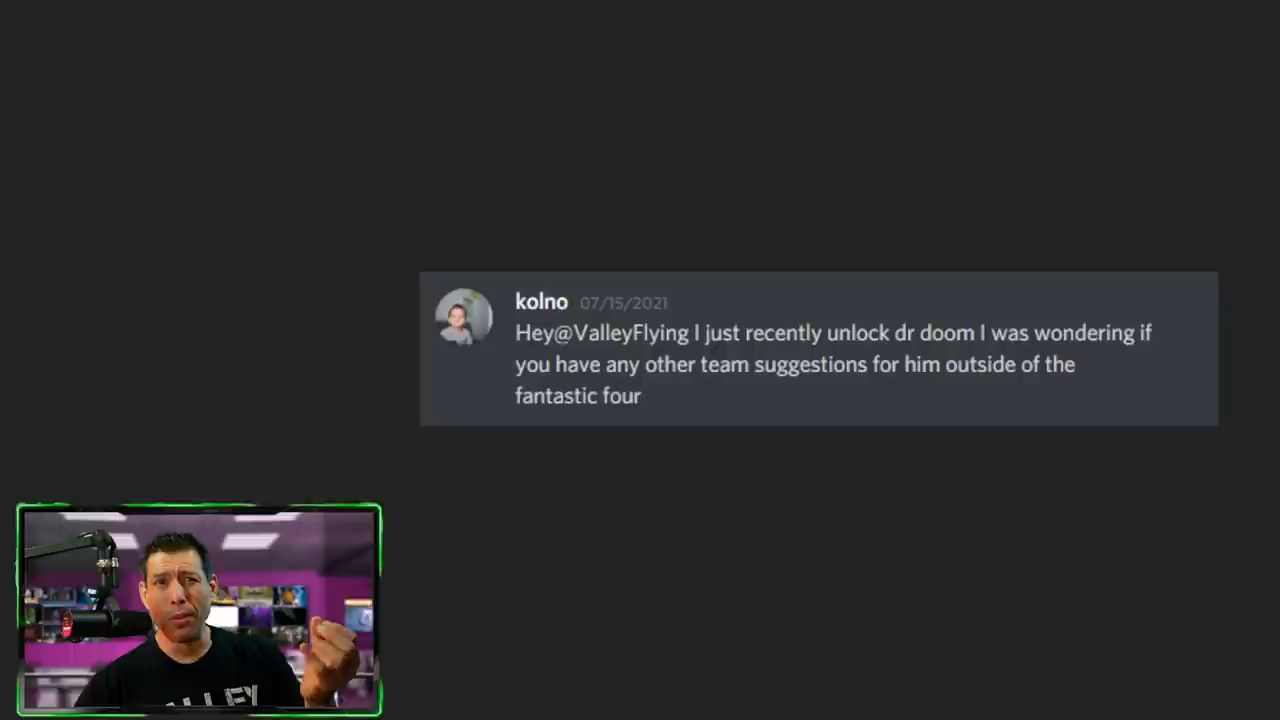 kolno 07/15/2021
Hey@ValleyFlying I just recently unlock dr doom I was wondering if
you have any other team suggestions for him outside of the
fantastic four
ALLEY